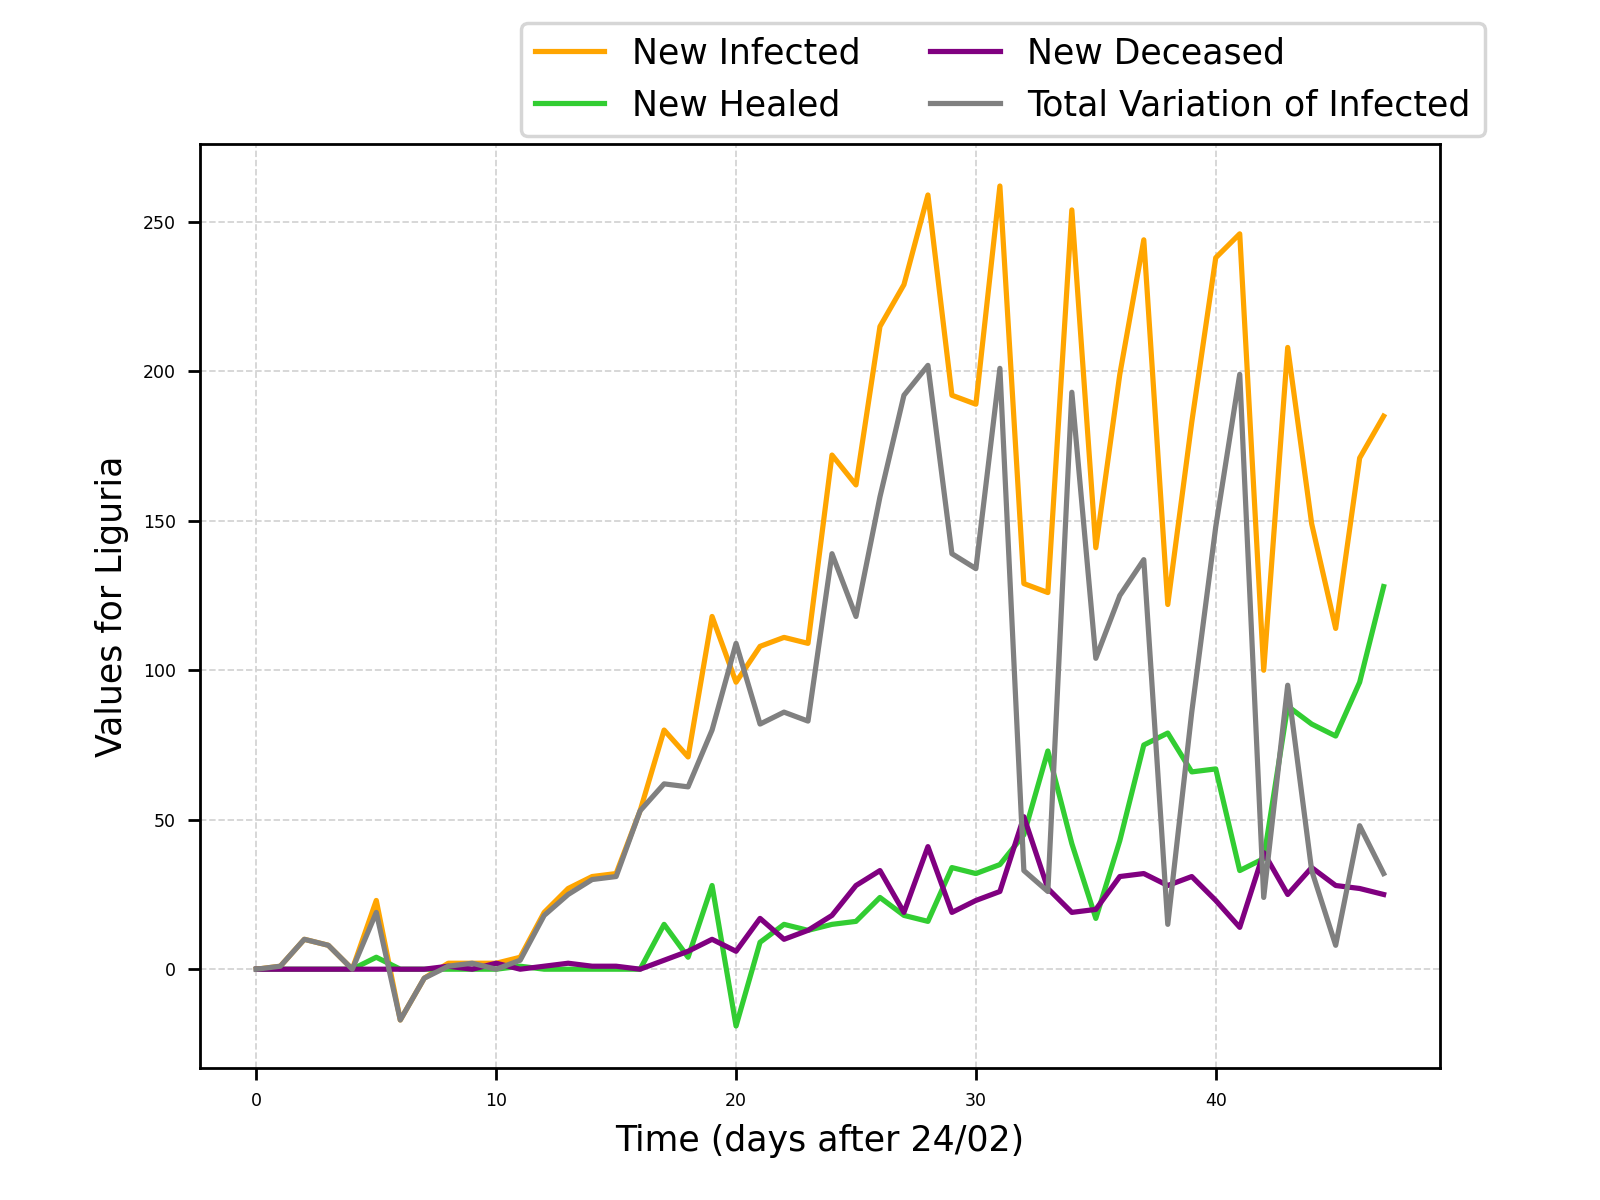 New Infected
New Healed
New Deceased
Total Variation of Infected
250
200
150
100
50
0
Values for Liguria
0 10 20 30 40
Time (days after 24/02)